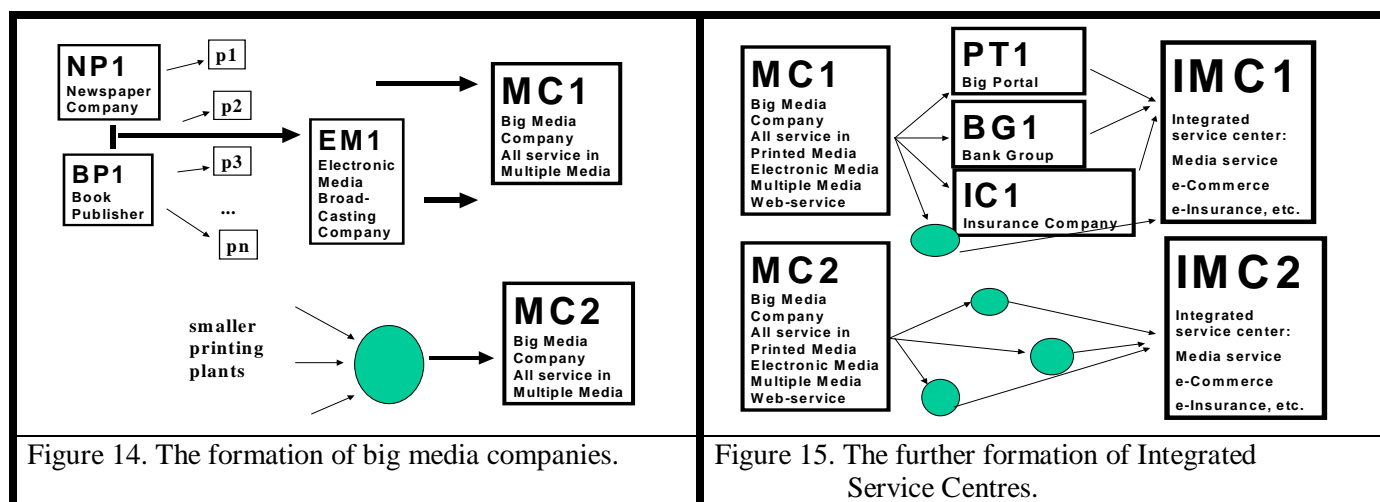 NP1
Newspaper
Company
BP1
Book
Publisher
p1
p2
p3
...
pn
EM1
Electronic
Media
Broad-
Casting
Company
MC1
Big Media
Company
All service in
Multiple Media
smaller
printing
plants
MC2
Big Media
Company
All service in
Multiple Media
Figure 14. The formation of big media companies.
MC1
Big Media
Company
All service in
Printed Media
Electronic Media
Multiple Media
Web-service
PT1
Big Portal
BG1
Bank Group
IC1
Insurance Company
IMC1
Integrated
service center:
Media service
e-Commerce
e-Insurance, etc.
MC2
Big Media
Company
All service in
Printed Media
Electronic Media
Multiple Media
Web-service
IMC2
Integrated
service center:
Media service
e-Commerce
e-Insurance, etc.
Figure 15. The further formation of Integrated
Service Centres.